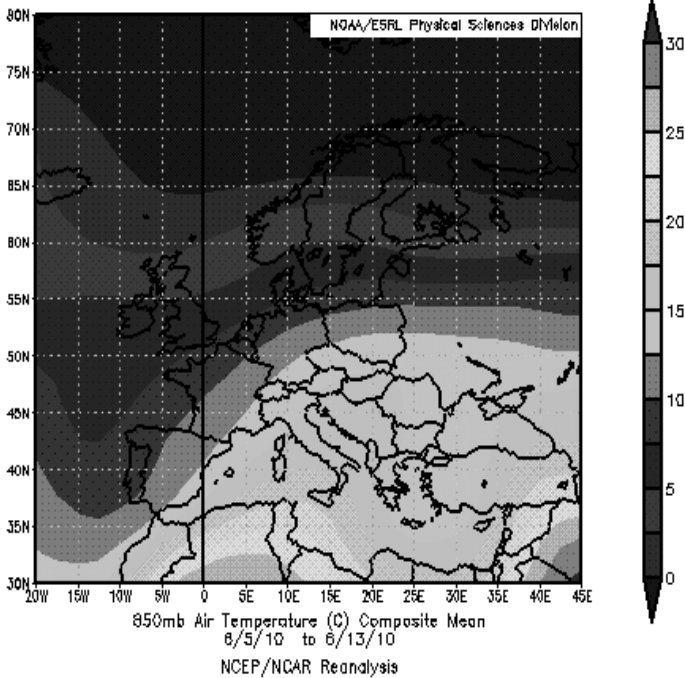 NOAA/ESRL Physical Sciences Division
90N
75N
70N
65N
60N
55N
50N
45N
40N
35N
30N
20W 15W 10W 5W 0 5E 10E 15E 20E 25E 30E 35E 40E 45E
30
25
20
15
10
5
0
850mb Air Temperature (C) Composite Mean
6/5/10 to 6/13/10
NCEP/NCAR Reanalysis